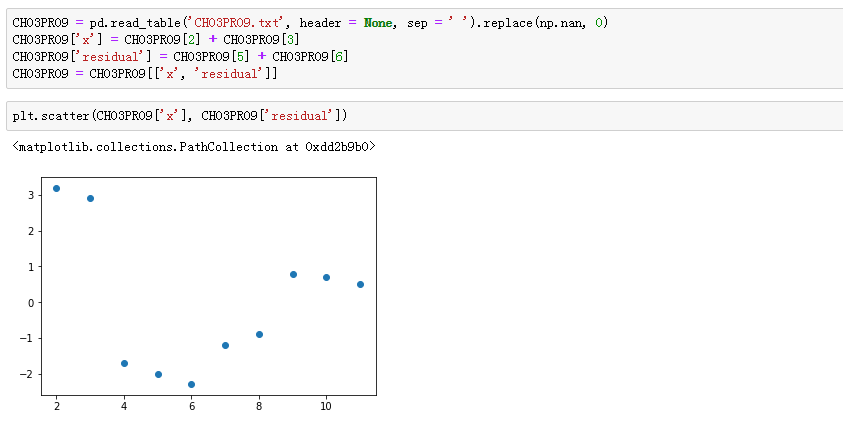 CH03PR09 = pd.read_table('CH03PR09.txt', header = None, sep = ' ').replace(np.nan, 0)
CH03PR09['x'] = CH03PR09[2] + CH03PR09[3]
CH03PR09['residual'] = CH03PR09[5] + CH03PR09[6]
CH03PR09 = CH03PR09[['x', 'residual']]
plt.scatter(CH03PR09['x'], CH03PR09['residual'])
<matplotlib.collections.PathCollection at 0xdd2b9b0>
3
2
1
0
−1
−2
2 4 6 8 10